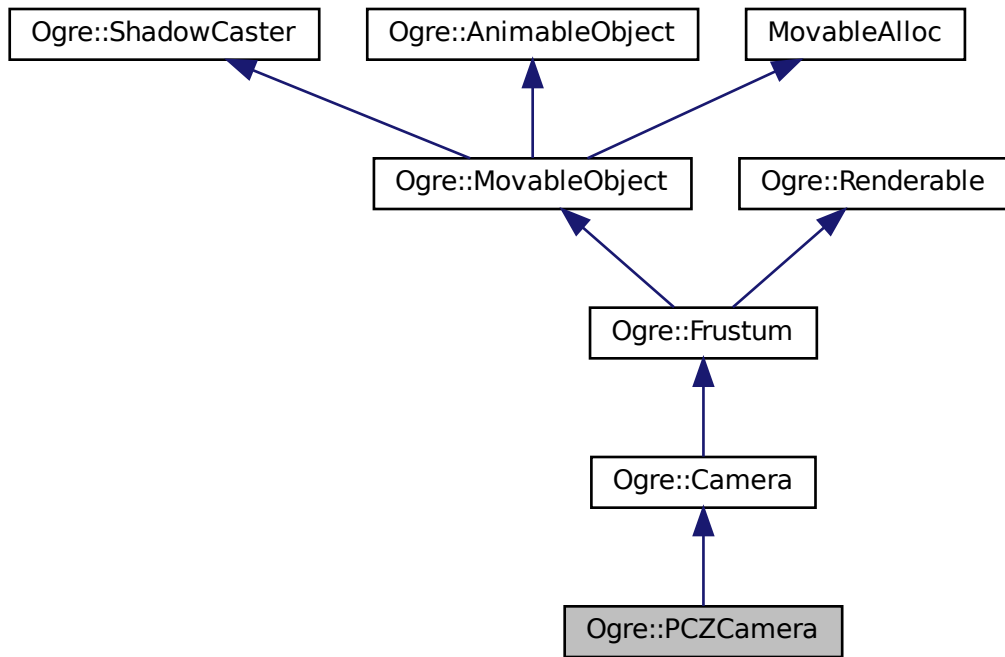 Ogre::ShadowCaster
Ogre::AnimableObject
MovableAlloc
Ogre::MovableObject
Ogre::Renderable
Ogre::Frustum
Ogre::Camera
Ogre::PCZCamera